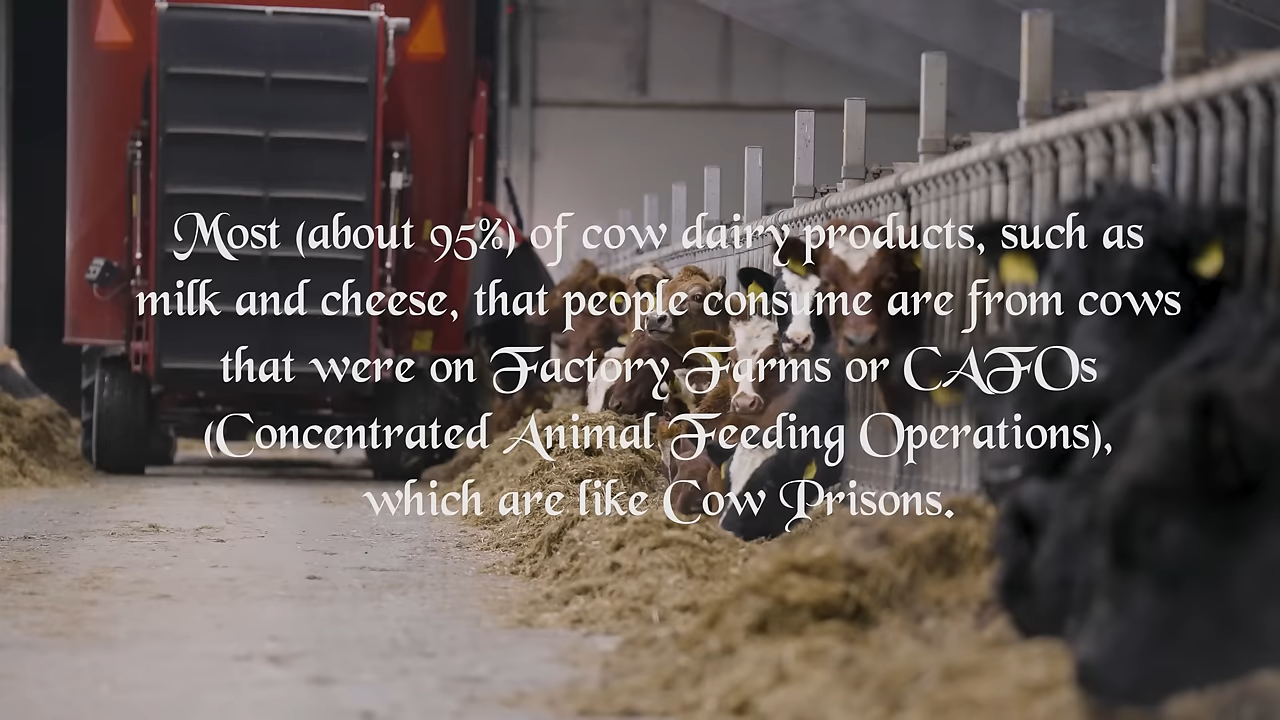 Most (about 95%) of cow dairy products, such as
milk and cheese, that people consume are from cows
that were on Factory Farms or CAFOs
(Concentrated Animal Feeding Operations),
which are like Cow Prisons.